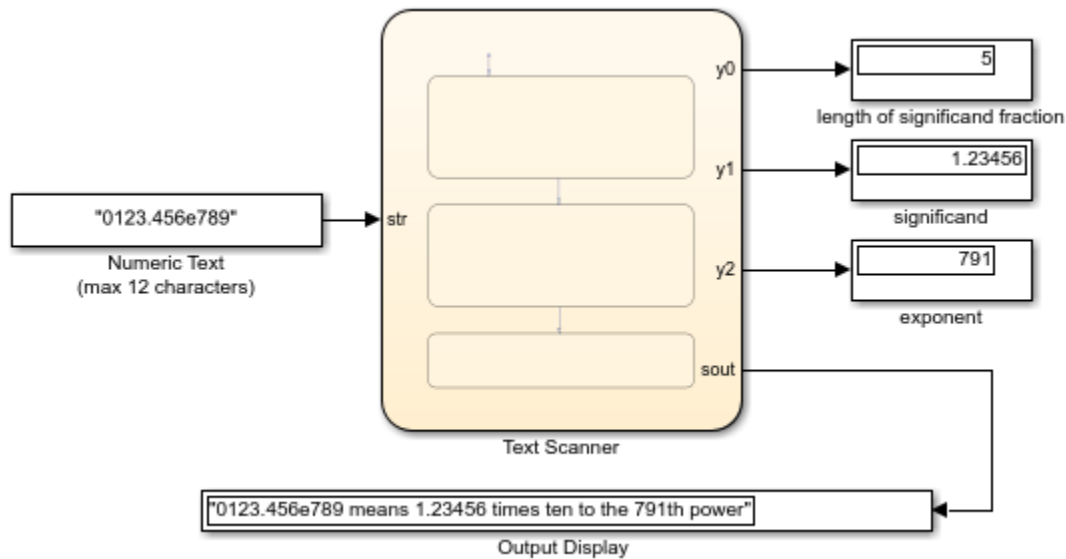 y0
5
length of significand fraction
y1
1.23456
significand
"0123.456e789"
str
Numeric Text
(max 12 characters)
y2
791
exponent
sout
Text Scanner
"0123.456e789 means 1.23456 times ten to the 791th power"
Output Display